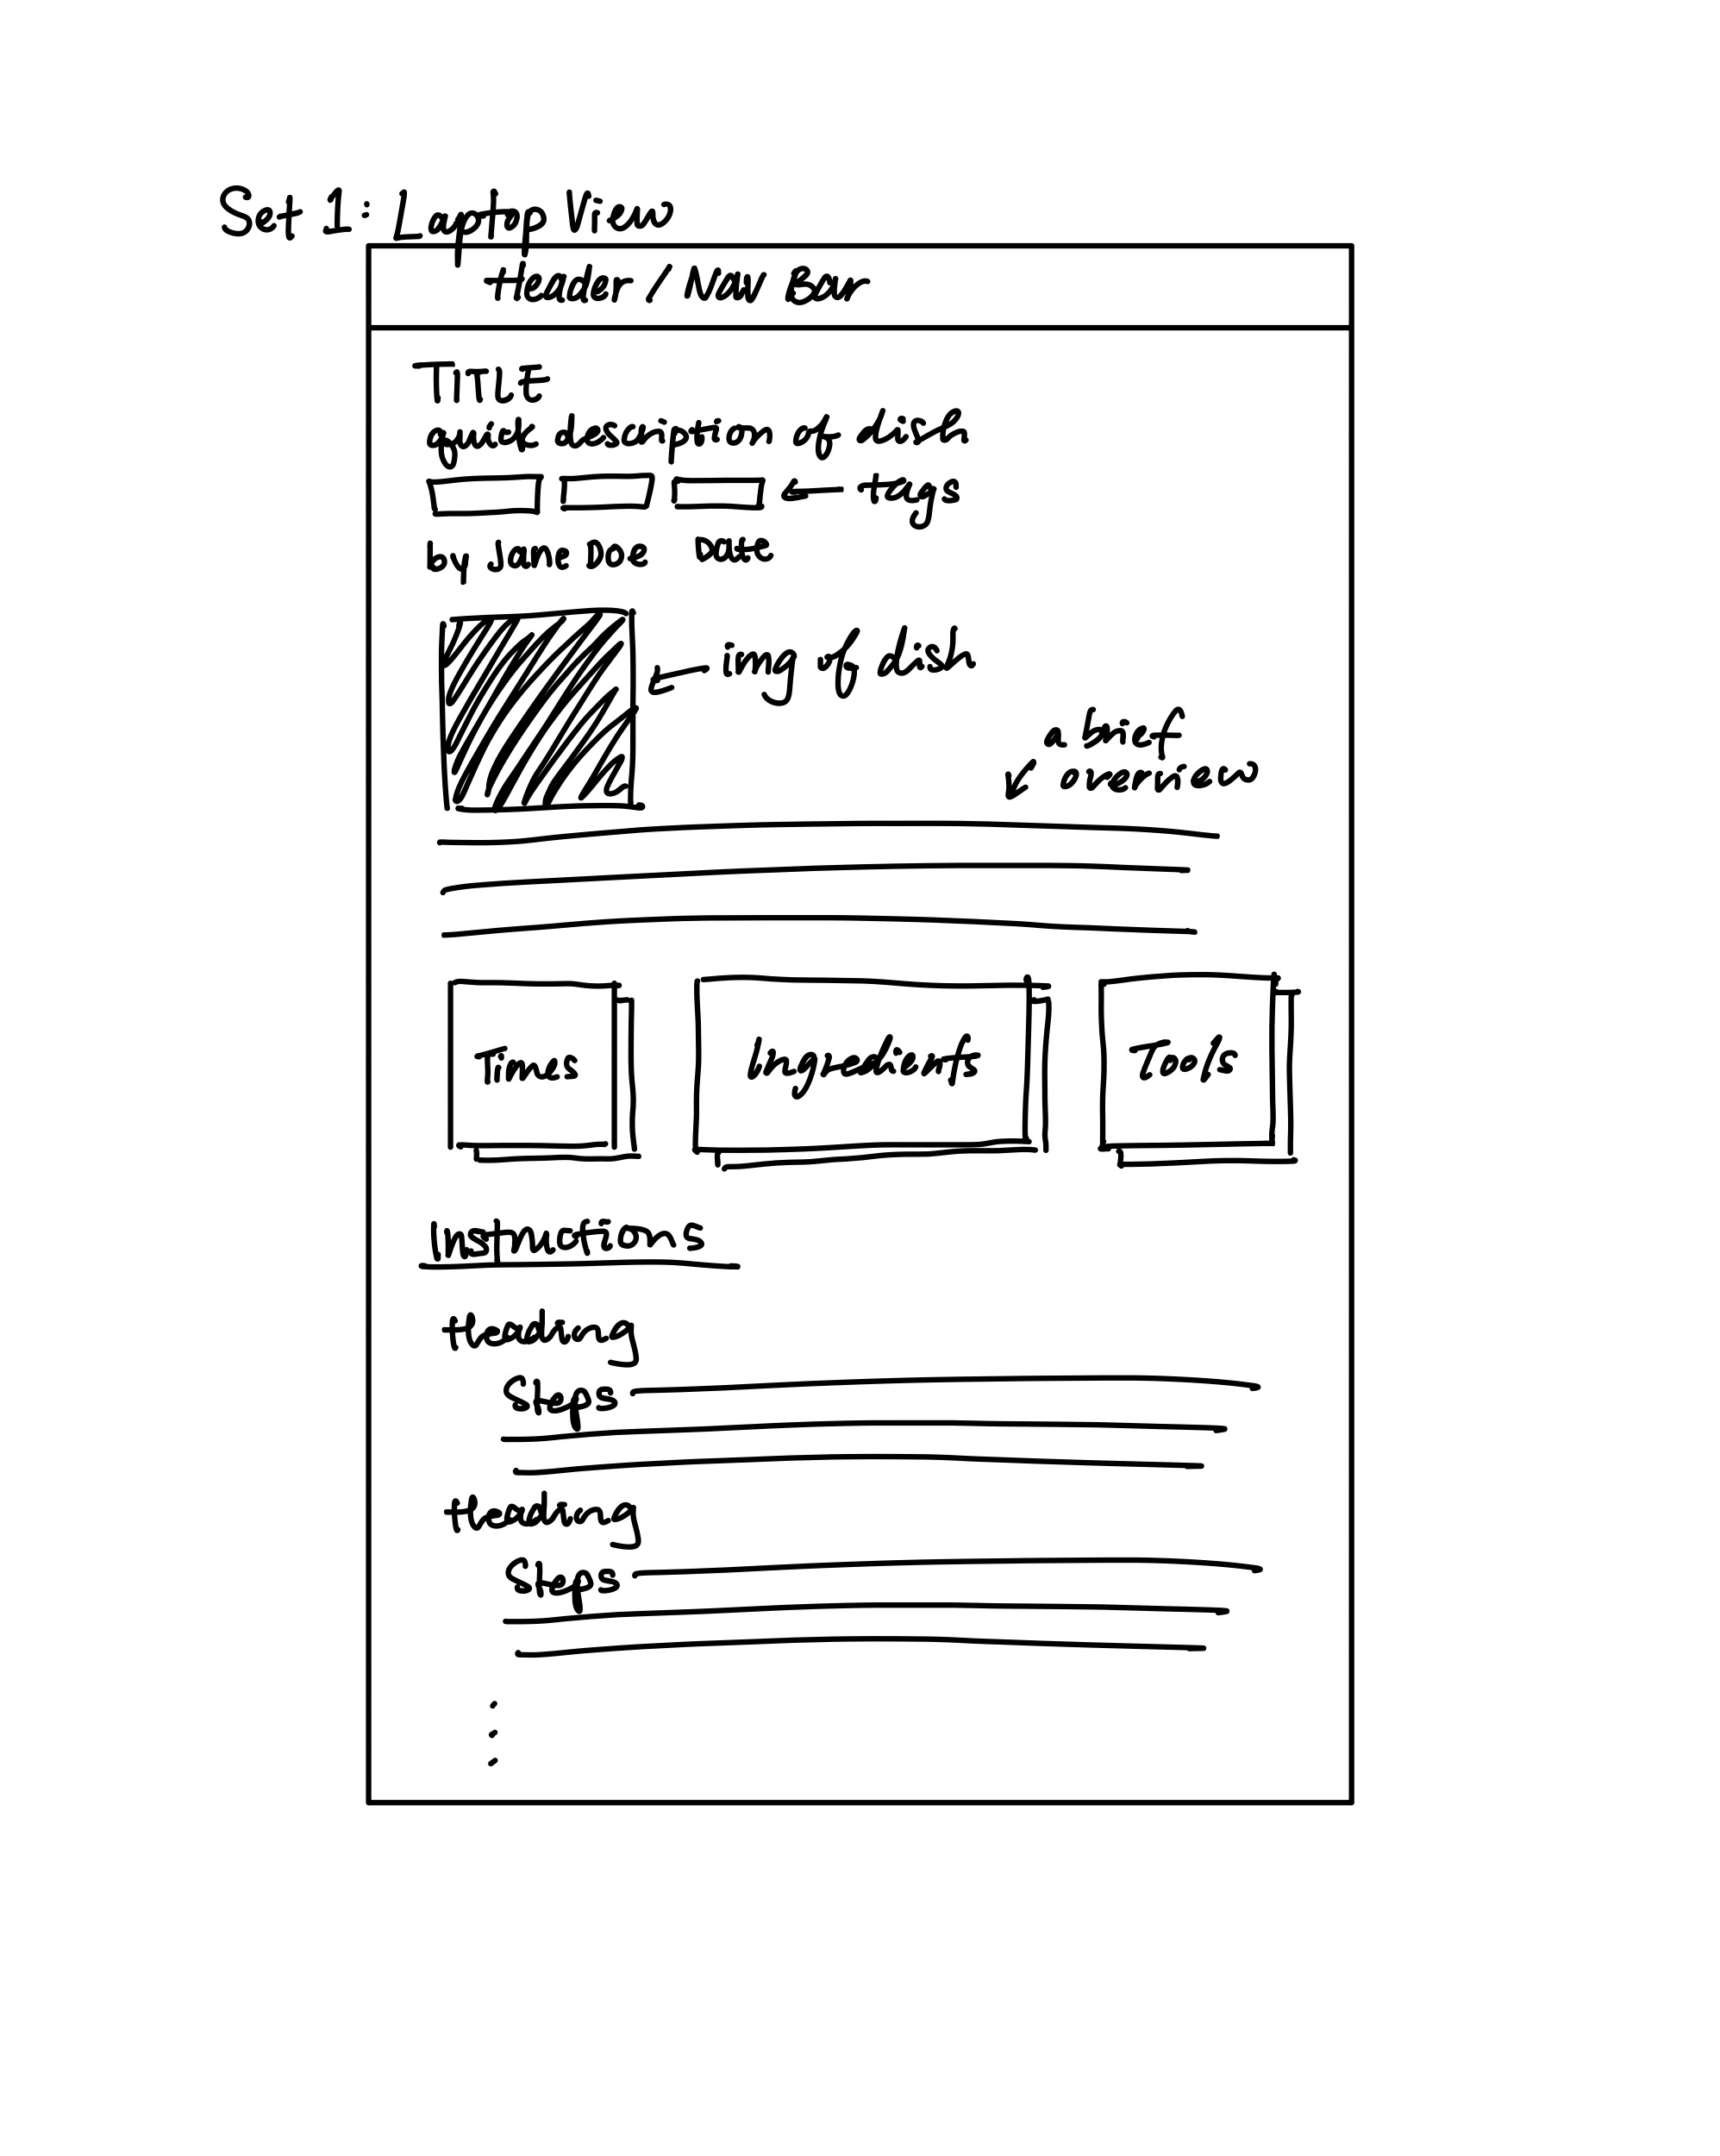 Set 1: Laptop View
Header / Nav Bar
TITLE
quick description of dish
← tags
by Jane Doe Date
← img of dish
a brief
overview
Times
Ingredients
Tools
Instructions
Heading
Steps
Heading
Steps